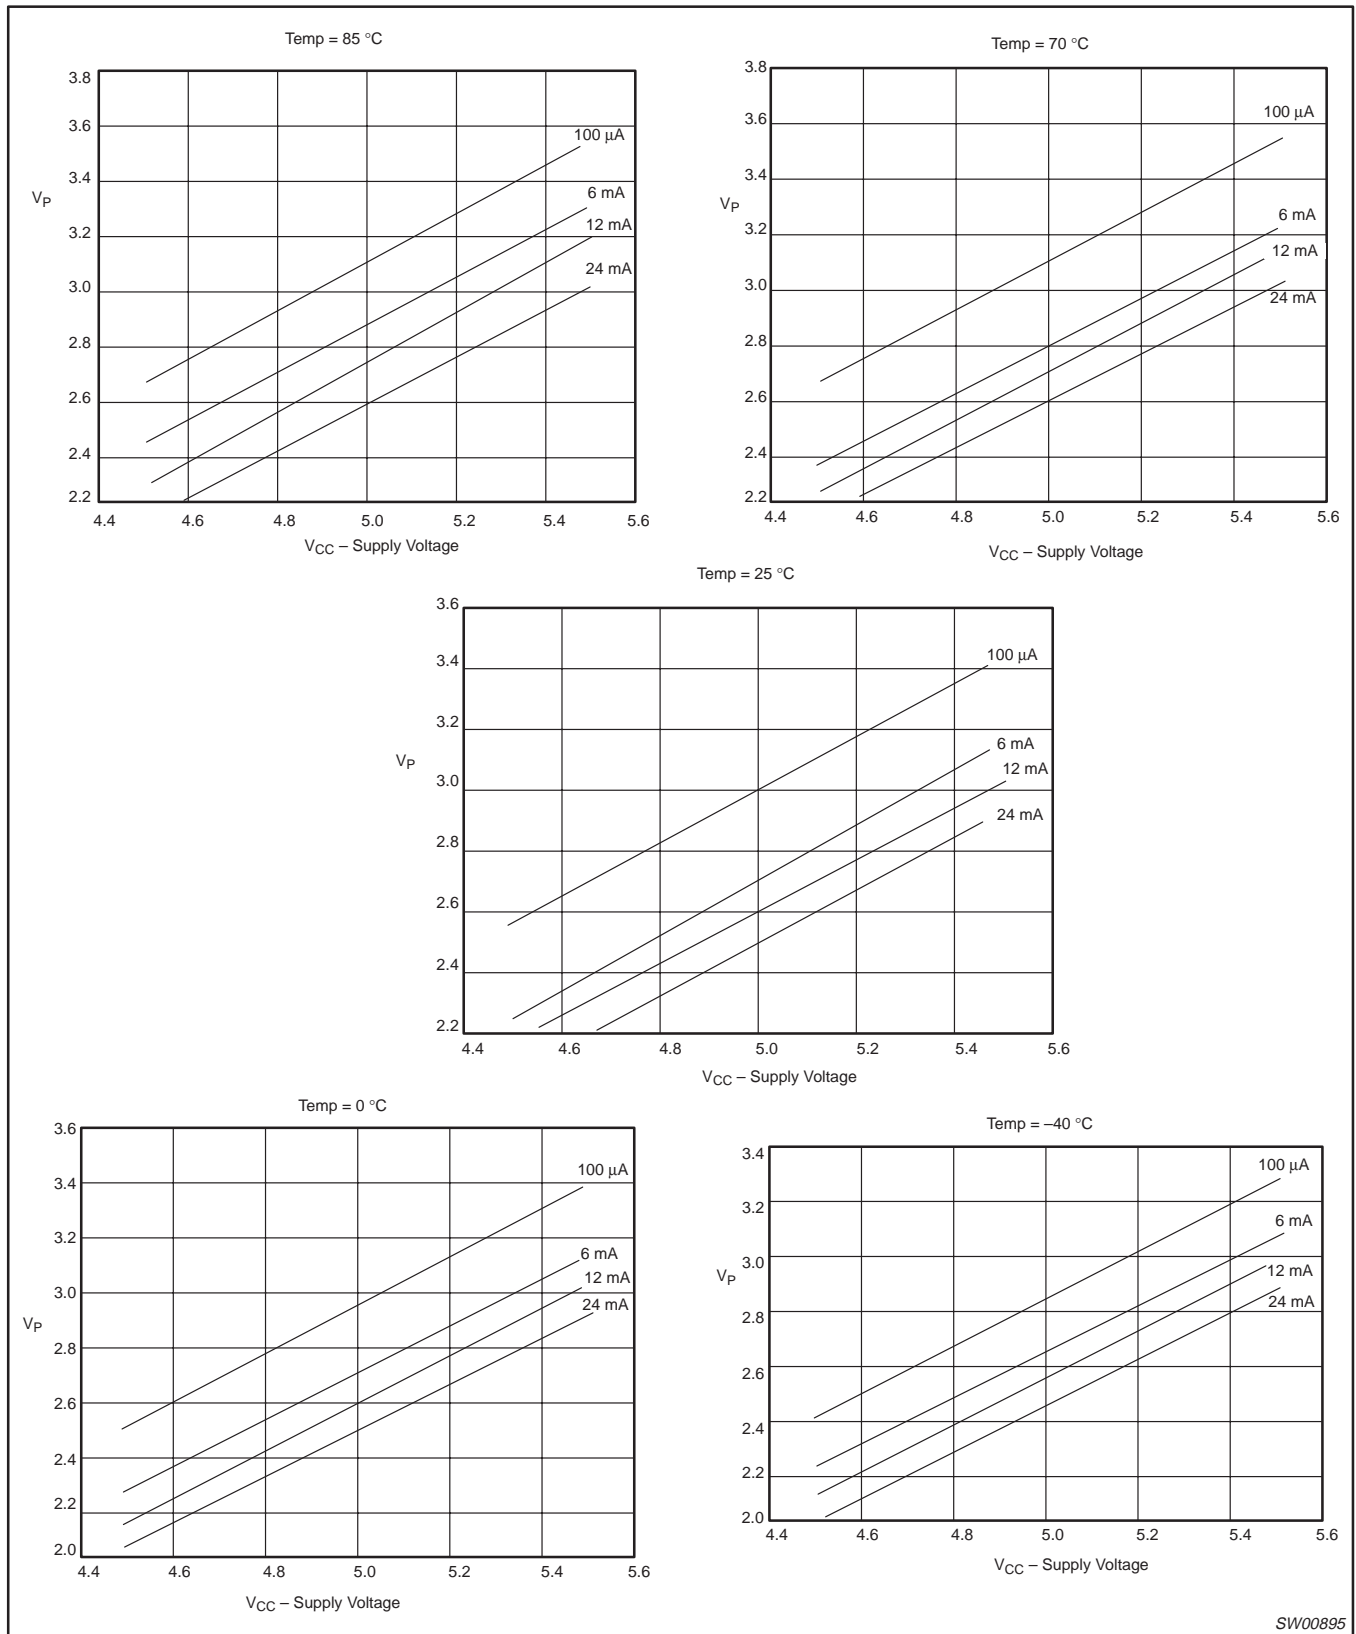 Temp = 85 °C
3.8
3.6
3.4
3.2
3.0
2.8
2.6
2.4
2.2
V_P
100 μA
6 mA
12 mA
24 mA
4.4 4.6 4.8 5.0 5.2 5.4 5.6
V_CC – Supply Voltage
Temp = 70 °C
3.8
3.6
3.4
3.2
3.0
2.8
2.6
2.4
2.2
V_P
100 μA
6 mA
12 mA
24 mA
4.4 4.6 4.8 5.0 5.2 5.4 5.6
V_CC – Supply Voltage
Temp = 25 °C
3.6
3.4
3.2
3.0
2.8
2.6
2.4
2.2
V_P
100 μA
6 mA
12 mA
24 mA
4.4 4.6 4.8 5.0 5.2 5.4 5.6
V_CC – Supply Voltage
Temp = 0 °C
3.6
3.4
3.2
3.0
2.8
2.6
2.4
2.2
2.0
V_P
100 μA
6 mA
12 mA
24 mA
4.4 4.6 4.8 5.0 5.2 5.4 5.6
V_CC – Supply Voltage
Temp = –40 °C
3.4
3.2
3.0
2.8
2.6
2.4
2.2
2.0
V_P
100 μA
6 mA
12 mA
24 mA
4.4 4.6 4.8 5.0 5.2 5.4 5.6
V_CC – Supply Voltage
SW00895